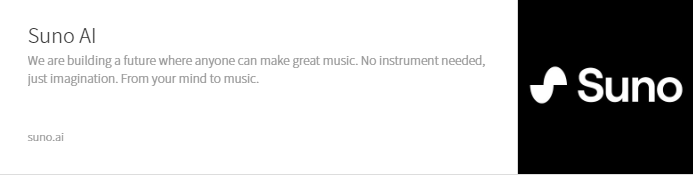 Suno AI
We are building a future where anyone can make great music. No instrument needed,
just imagination. From your mind to music.
suno.ai
Suno